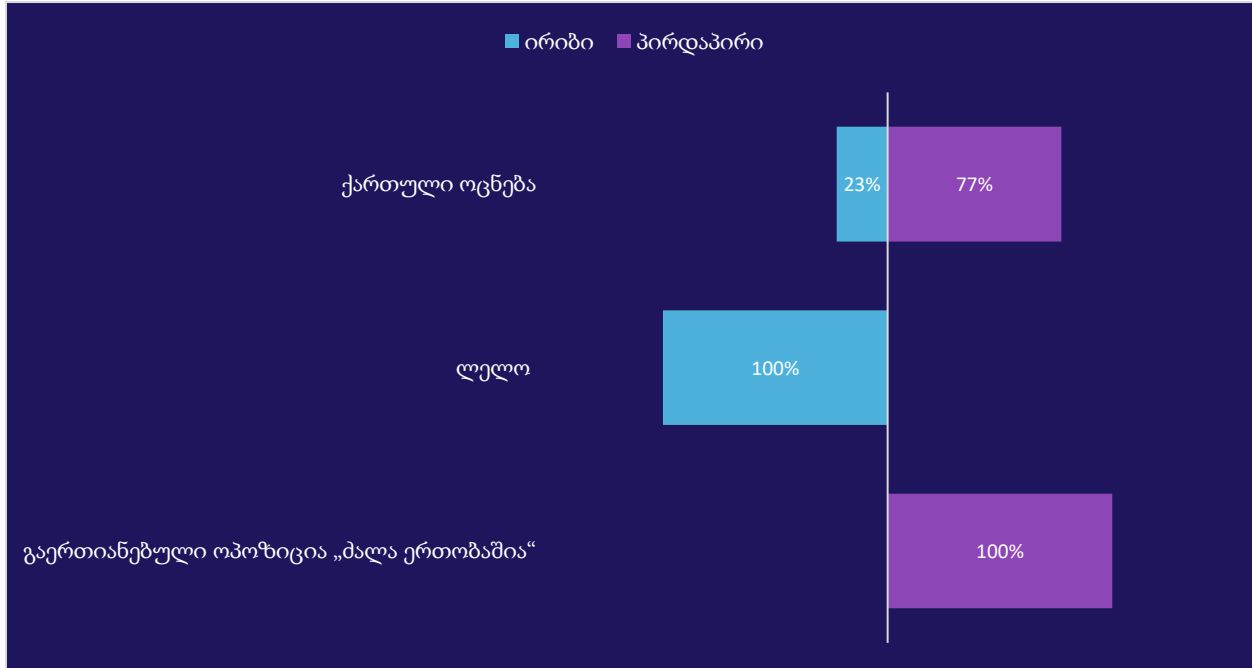 ირიბი პირდაპირი
ქართული ოცნება
23% 77%
ლელო
100%
გაერთიანებული ოპოზიცია „ძალა ერთობაშია“
100%